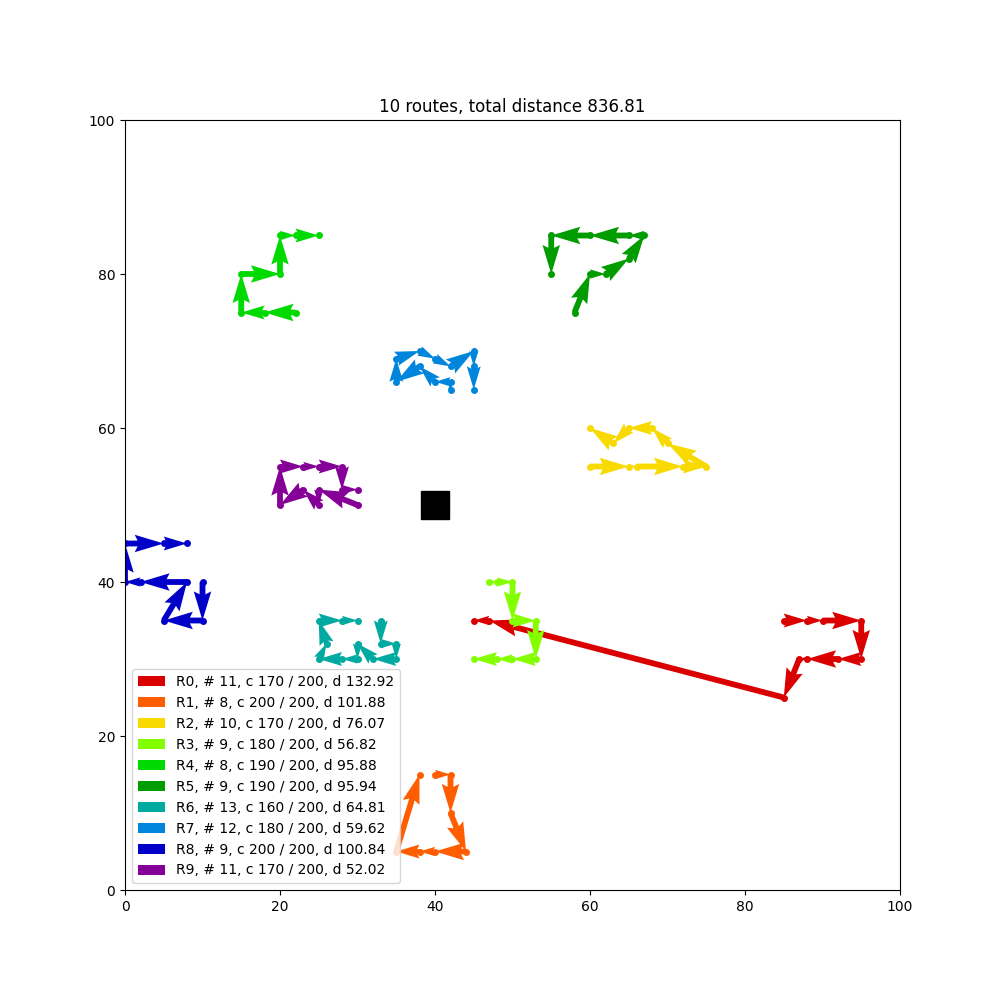 10 routes, total distance 836.81
100
80
60
40
20
0
R0, # 11, c 170 / 200, d 132.92
R1, # 8, c 200 / 200, d 101.88
R2, # 10, c 170 / 200, d 76.07
R3, # 9, c 180 / 200, d 56.82
R4, # 8, c 190 / 200, d 95.88
R5, # 9, c 190 / 200, d 95.94
R6, # 13, c 160 / 200, d 64.81
R7, # 12, c 180 / 200, d 59.62
R8, # 9, c 200 / 200, d 100.84
R9, # 11, c 170 / 200, d 52.02
0 20 40 60 80 100